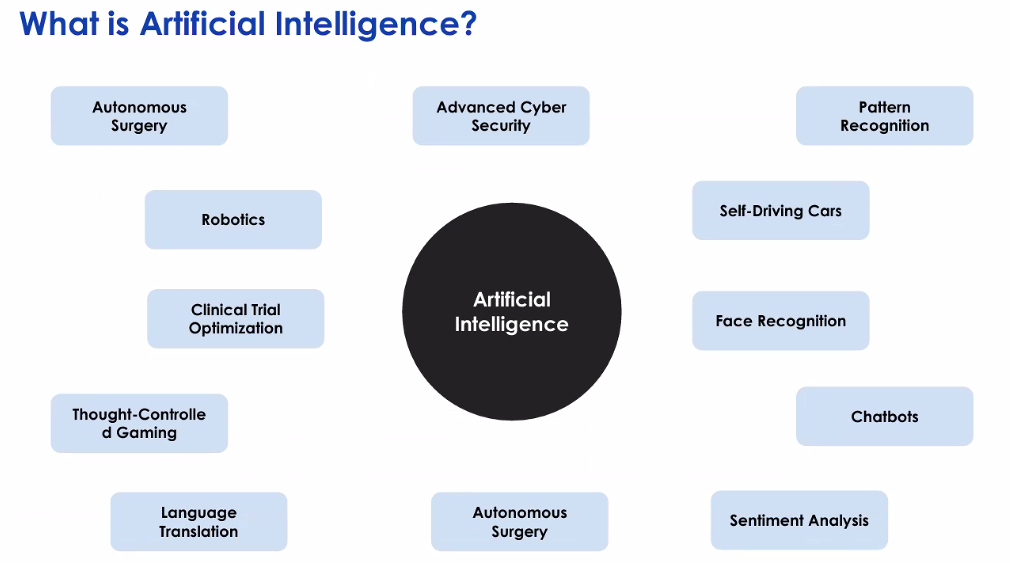 What is Artificial Intelligence?
Autonomous
Surgery
Advanced Cyber
Security
Pattern
Recognition
Robotics
Self-Driving Cars
Clinical Trial
Optimization
Artificial
Intelligence
Face Recognition
Thought-Controlle
d Gaming
Chatbots
Language
Translation
Autonomous
Surgery
Sentiment Analysis